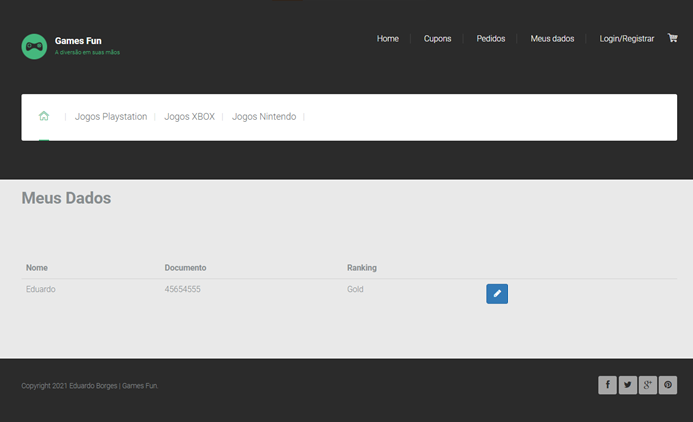 Games Fun
A diversão em suas mãos
Home Cupons Pedidos Meus dados Login/Registrar
Jogos Playstation Jogos XBOX Jogos Nintendo
Meus Dados
Nome Documento Ranking
Eduardo 45654555 Gold
Copyright 2021 Eduardo Borges | Games Fun.